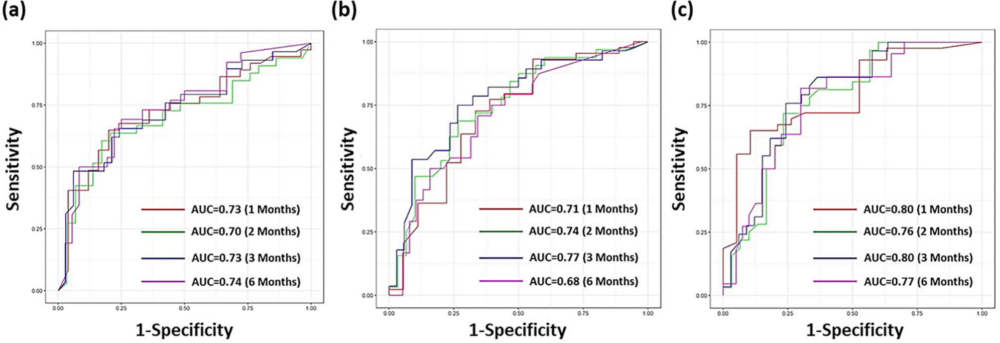 (a)
Sensitivity
1.00
0.75
0.50
0.25
0.00
AUC=0.73 (1 Months)
AUC=0.70 (2 Months)
AUC=0.73 (3 Months)
AUC=0.74 (6 Months)
0.00 0.25 0.50 0.75 1.00
1-Specificity
(b)
Sensitivity
1.00
0.75
0.50
0.25
0.00
AUC=0.71 (1 Months)
AUC=0.74 (2 Months)
AUC=0.77 (3 Months)
AUC=0.68 (6 Months)
0.00 0.25 0.50 0.75 1.00
1-Specificity
(c)
Sensitivity
1.00
0.75
0.50
0.25
0.00
AUC=0.80 (1 Months)
AUC=0.76 (2 Months)
AUC=0.80 (3 Months)
AUC=0.77 (6 Months)
0.00 0.25 0.50 0.75 1.00
1-Specificity